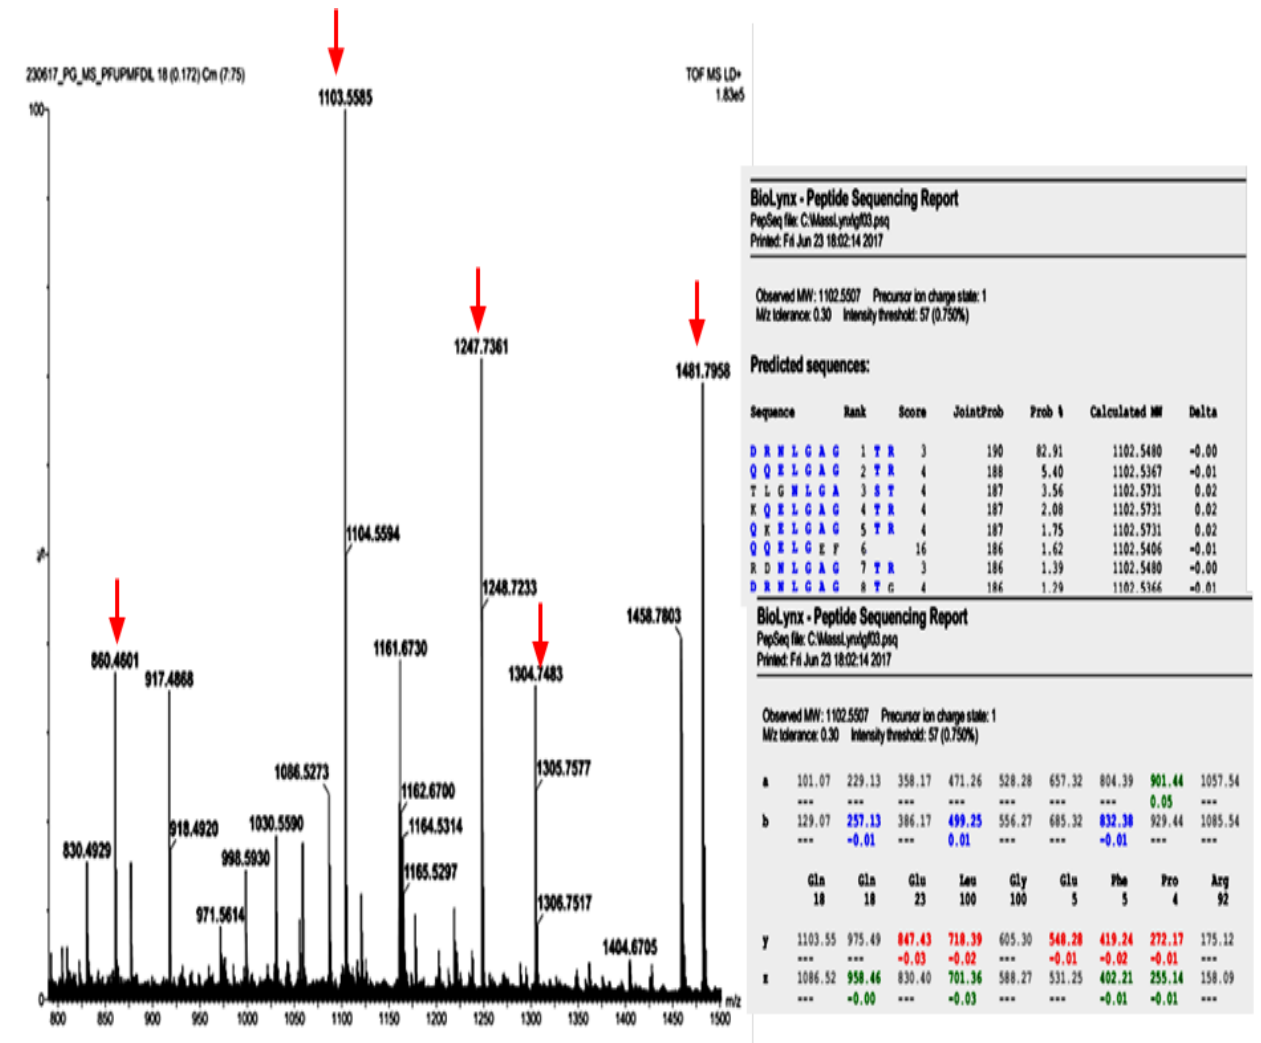 230617_PG_MS_PFUPMFDIL 18 (0.172) Cm (7:75)
TOF MS LD+
1.83e5
1103.5585
100
1247.7361
1481.7958
1104.5594
%
1248.7233
1458.7803
1161.6730
860.4601
917.4868
1304.7483
1086.5273
1305.7577
1162.6700
1030.5590
1164.5314
918.4920
830.4929
998.5930
1165.5297
971.5614
1306.7517
1404.6705
0
m/z
800 850 900 950 1000 1050 1100 1150 1200 1250 1300 1350 1400 1450 1500
BioLynx - Peptide Sequencing Report
PepSeq file: C:\MassLynx\gf03.psq
Printed: Fri Jun 23 18:02:14 2017
Observed MW: 1102.5507 Precursor ion charge state: 1
M/z tolerance: 0.30 Intensity threshold: 57 (0.750%)
Predicted sequences:
Sequence Rank Score JointProb Prob % Calculated MW Delta
D R N L G A G 1 T R 3 190 82.91 1102.5480 -0.00
Q Q E L G A G 2 T R 4 188 5.40 1102.5367 -0.01
T L G N L G A 3 S T 4 187 3.56 1102.5731 0.02
K Q E L G A G 4 T R 4 187 2.08 1102.5731 0.02
Q K E L G A G 5 T R 4 187 1.75 1102.5731 0.02
Q Q E L G E F 6 16 186 1.62 1102.5406 -0.01
R D N L G A G 7 T R 3 186 1.39 1102.5480 -0.00
D R N L G A G 8 T G 4 186 1.29 1102.5366 -0.01
BioLynx - Peptide Sequencing Report
PepSeq file: C:\MassLynx\gf03.psq
Printed: Fri Jun 23 18:02:14 2017
Observed MW: 1102.5507 Precursor ion charge state: 1
M/z tolerance: 0.30 Intensity threshold: 57 (0.750%)
a 101.07 229.13 358.17 471.26 528.28 657.32 804.39 901.44 1057.54
--- --- --- --- --- --- --- 0.05 ---
b 129.07 257.13 386.17 499.25 556.27 685.32 832.38 929.44 1085.54
--- -0.01 --- 0.01 --- --- -0.01 --- ---
Gln Gln Glu Leu Gly Glu Phe Pro Arg
18 18 23 100 100 5 5 4 92
y 1103.55 975.49 847.43 718.39 605.30 548.28 419.24 272.17 175.12
--- --- -0.03 -0.02 --- -0.01 -0.02 -0.01 ---
z 1086.52 958.46 830.40 701.36 588.27 531.25 402.21 255.14 158.09
--- -0.00 --- -0.03 --- --- -0.01 -0.01 ---